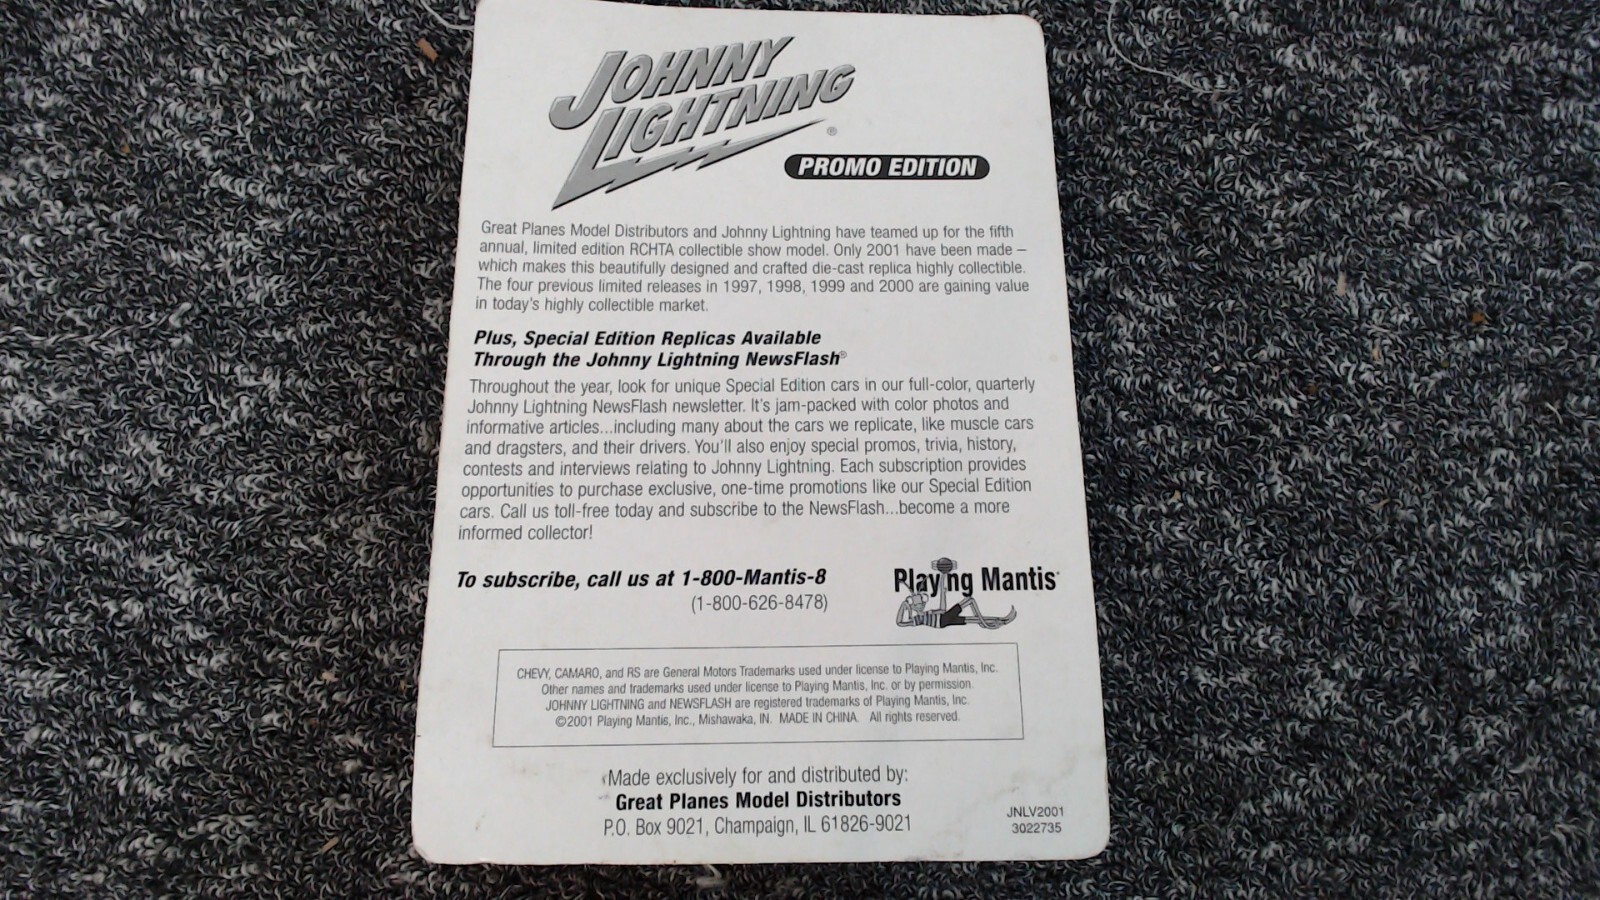 JOHNNY
LIGHTNING®
PROMO EDITION
Great Planes Model Distributors and Johnny Lightning have teamed up for the fifth
annual, limited edition RCHTA collectible show model. Only 2001 have been made –
which makes this beautifully designed and crafted die-cast replica highly collectible.
The four previous limited releases in 1997, 1998, 1999 and 2000 are gaining value
in today's highly collectible market.
Plus, Special Edition Replicas Available
Through the Johnny Lightning NewsFlash®
Throughout the year, look for unique Special Edition cars in our full-color, quarterly
Johnny Lightning NewsFlash newsletter. It's jam-packed with color photos and
informative articles...including many about the cars we replicate, like muscle cars
and dragsters, and their drivers. You'll also enjoy special promos, trivia, history,
contests and interviews relating to Johnny Lightning. Each subscription provides
opportunities to purchase exclusive, one-time promotions like our Special Edition
cars. Call us toll-free today and subscribe to the NewsFlash...become a more
informed collector!
To subscribe, call us at 1-800-Mantis-8
(1-800-626-8478)
Playing Mantis
CHEVY, CAMARO, and RS are General Motors Trademarks used under license to Playing Mantis, Inc.
Other names and trademarks used under license to Playing Mantis, Inc. or by permission.
JOHNNY LIGHTNING and NEWSFLASH are registered trademarks of Playing Mantis, Inc.
©2001 Playing Mantis, Inc., Mishawaka, IN. MADE IN CHINA. All rights reserved.
Made exclusively for and distributed by:
Great Planes Model Distributors
P.O. Box 9021, Champaign, IL 61826-9021
JNLV2001
3022735